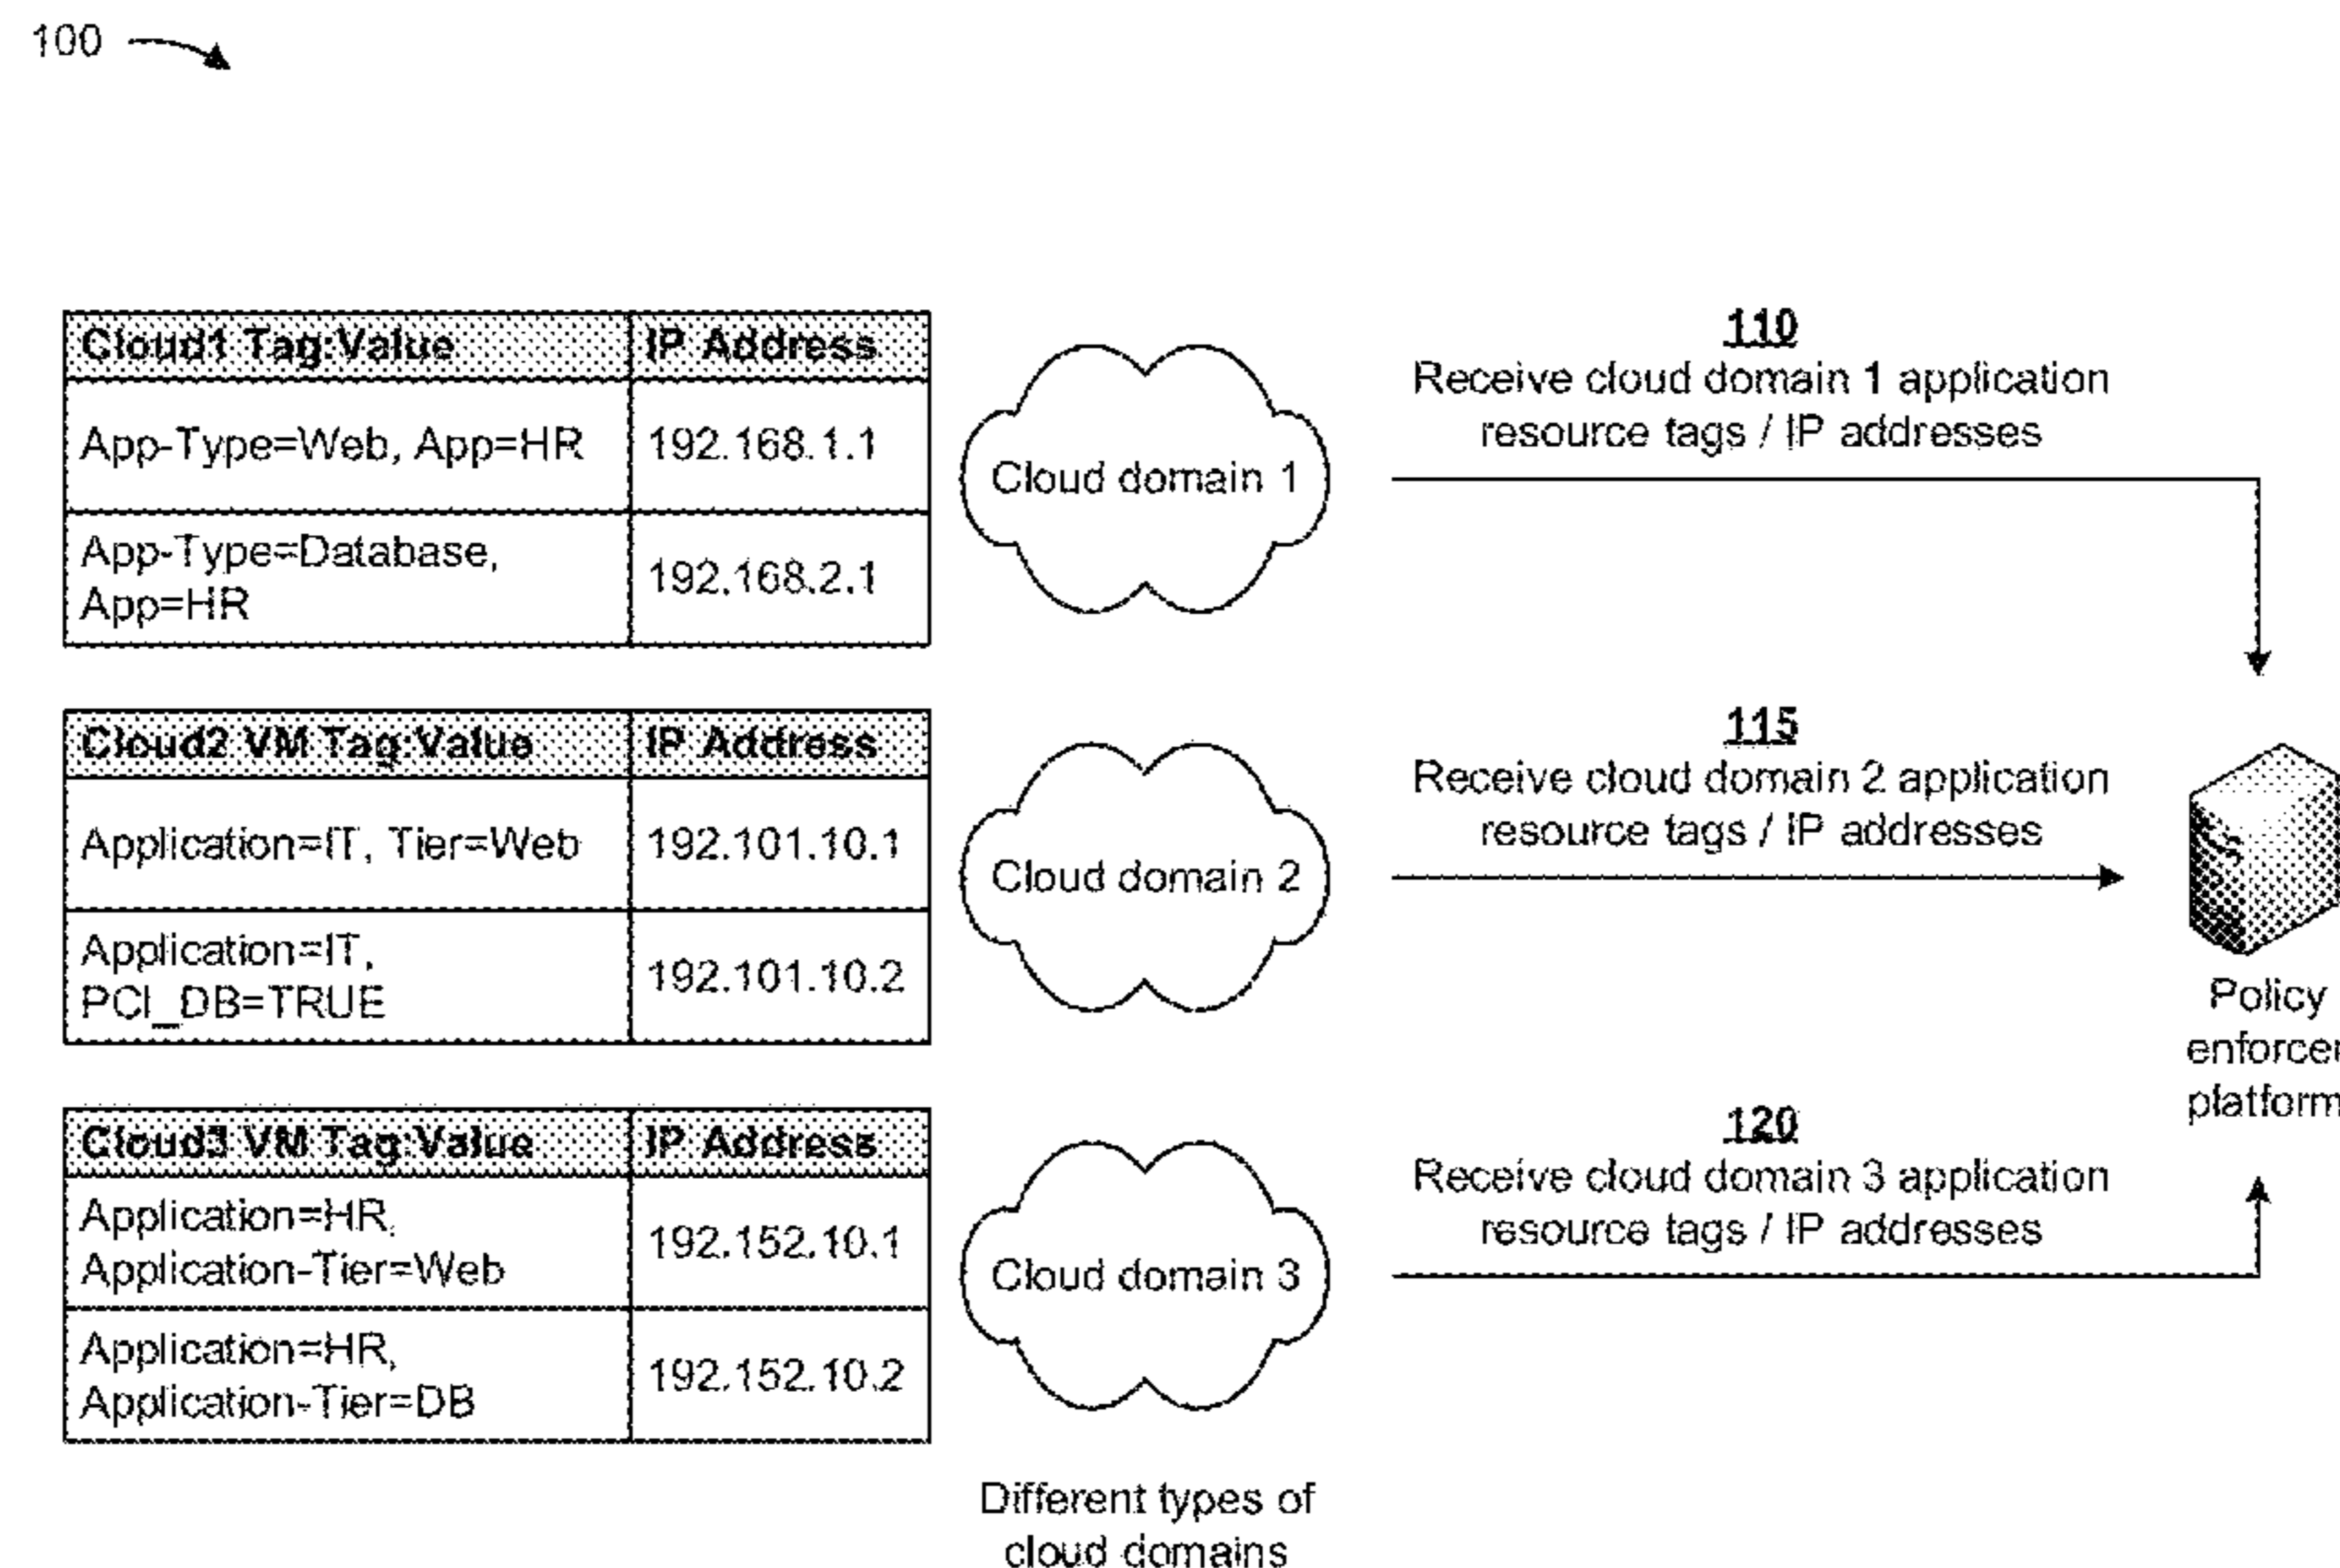 100
Cloud1 Tag:Value IP Address
App-Type=Web, App=HR 192.168.1.1
App-Type=Database,
App=HR
192.168.2.1
Cloud domain 1
110
Receive cloud domain 1 application
resource tags / IP addresses
Cloud2 VM Tag:Value IP Address
Application=IT, Tier=Web 192.101.10.1
Application=IT,
PCI_DB=TRUE
192.101.10.2
Cloud domain 2
115
Receive cloud domain 2 application
resource tags / IP addresses
Policy
enforcer
platform
Cloud3 VM Tag:Value IP Address
Application=HR,
Application-Tier=Web
192.152.10.1
Application=HR,
Application-Tier=DB
192.152.10.2
Cloud domain 3
120
Receive cloud domain 3 application
resource tags / IP addresses
Different types of
cloud domains